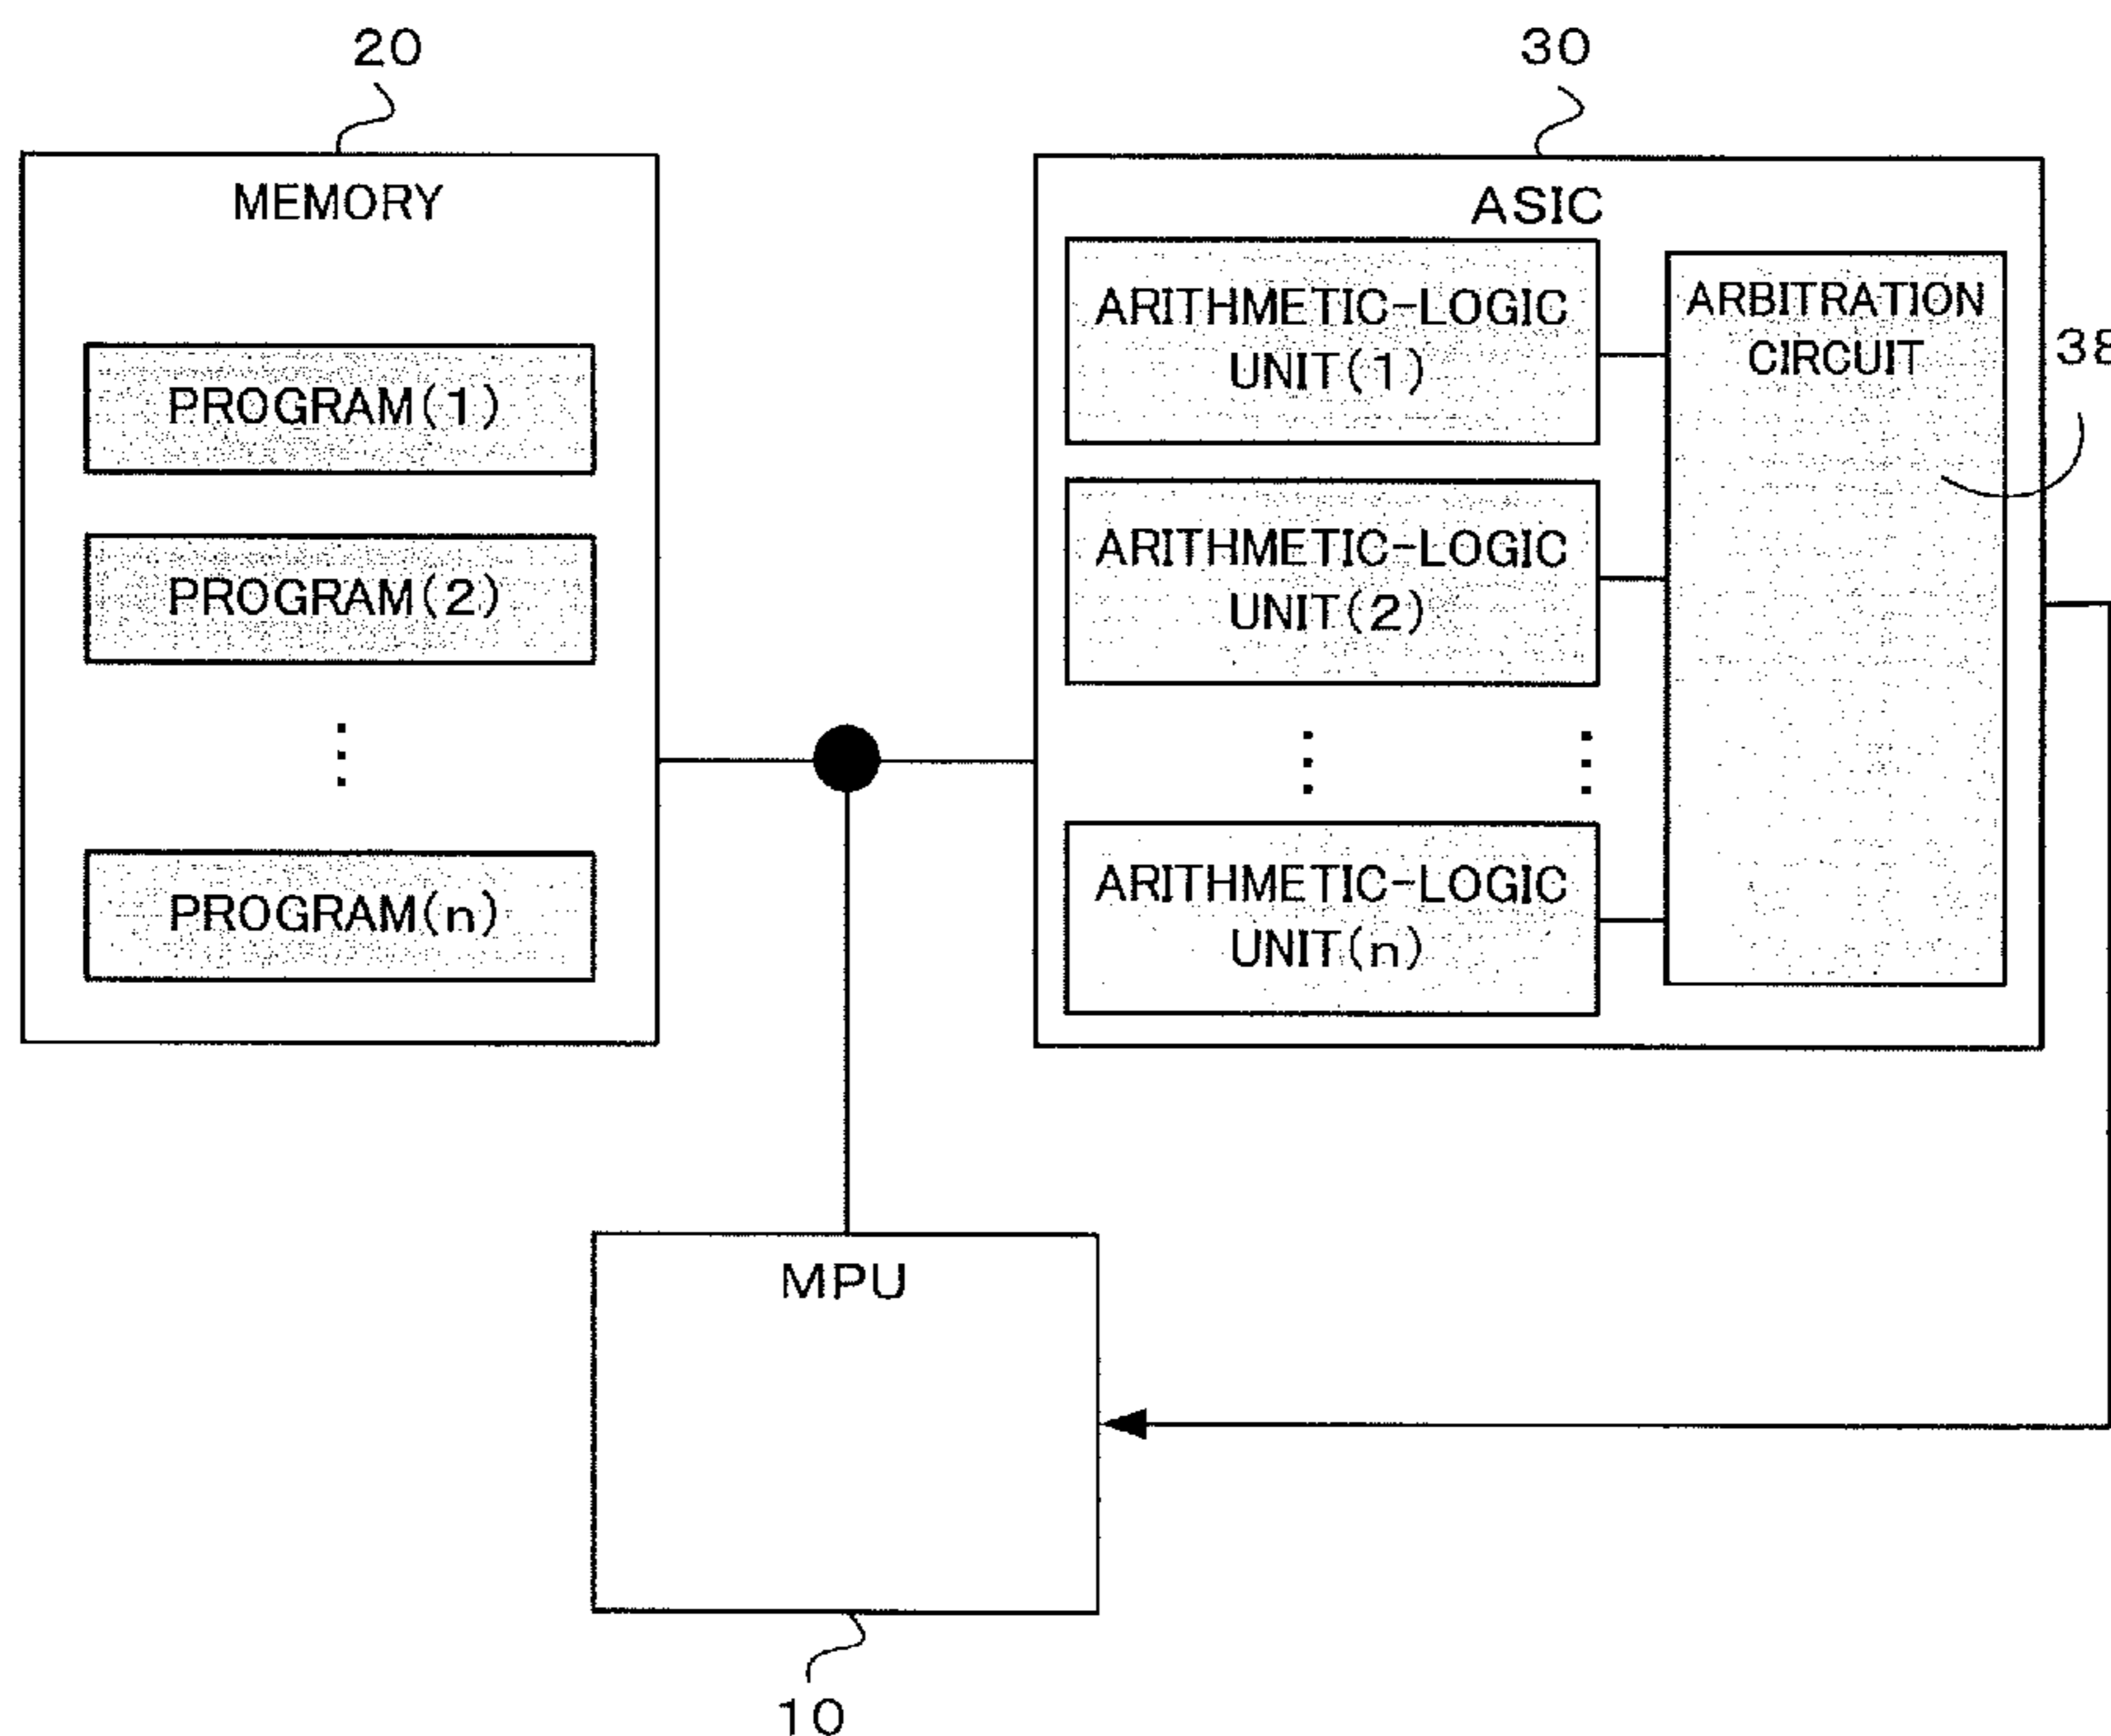 20
30
MEMORY
PROGRAM(1)
PROGRAM(2)
PROGRAM(n)
ASIC
ARITHMETIC-LOGIC
UNIT(1)
ARITHMETIC-LOGIC
UNIT(2)
ARITHMETIC-LOGIC
UNIT(n)
ARBITRATION
CIRCUIT
38
MPU
10